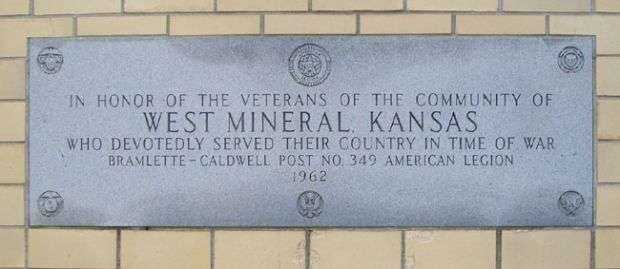 IN HONOR OF THE VETERANS OF THE COMMUNITY OF
WEST MINERAL, KANSAS
WHO DEVOTEDLY SERVED THEIR COUNTRY IN TIME OF WAR
BRAMLETTE-CALDWELL POST NO. 349 AMERICAN LEGION
1962